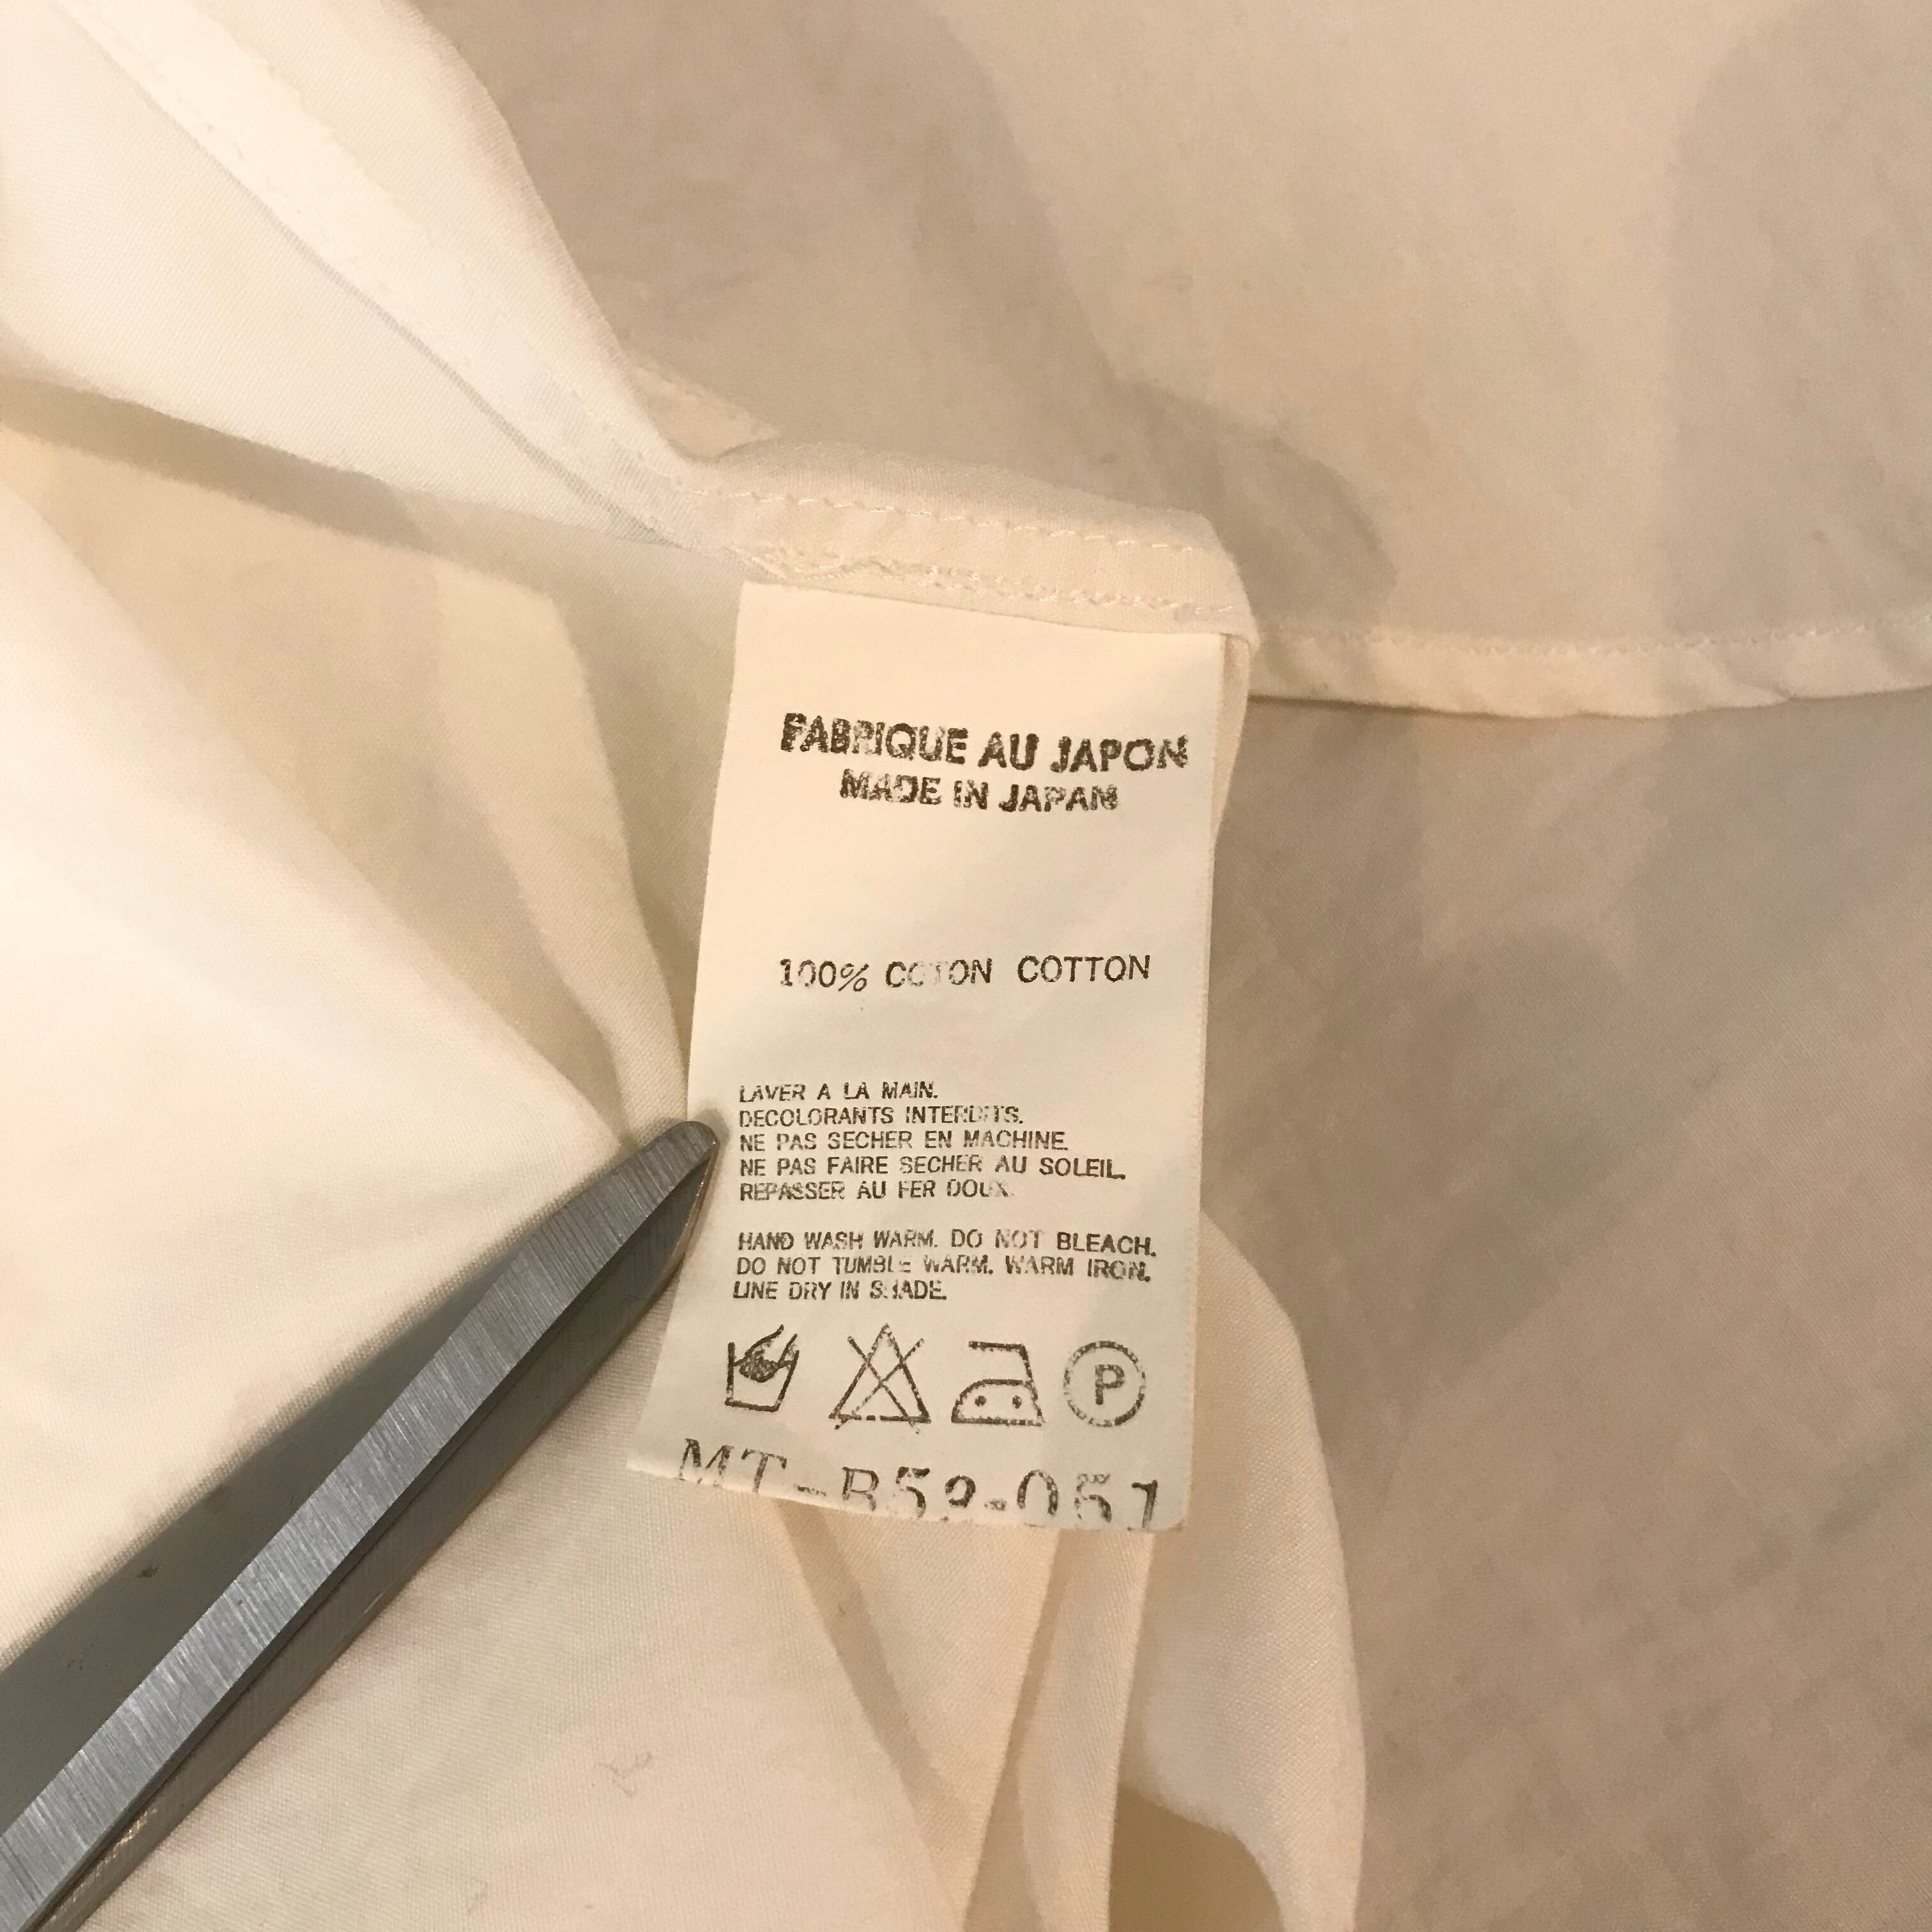 FABRIQUE AU JAPON
MADE IN JAPAN
100% COTON COTTON
LAVER A LA MAIN.
DECOLORANTS INTERDITS.
NE PAS SECHER EN MACHINE.
NE PAS FAIRE SECHER AU SOLEIL.
REPASSER AU FER DOUX.
HAND WASH WARM. DO NOT BLEACH.
DO NOT TUMBLE WARM. WARM IRON.
LINE DRY IN SHADE.
P